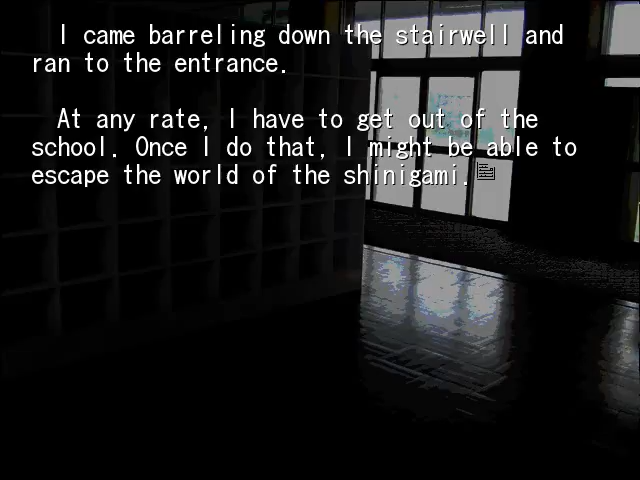 I came barreling down the stairwell and
ran to the entrance.
At any rate, I have to get out of the
school. Once I do that, I might be able to
escape the world of the shinigami.